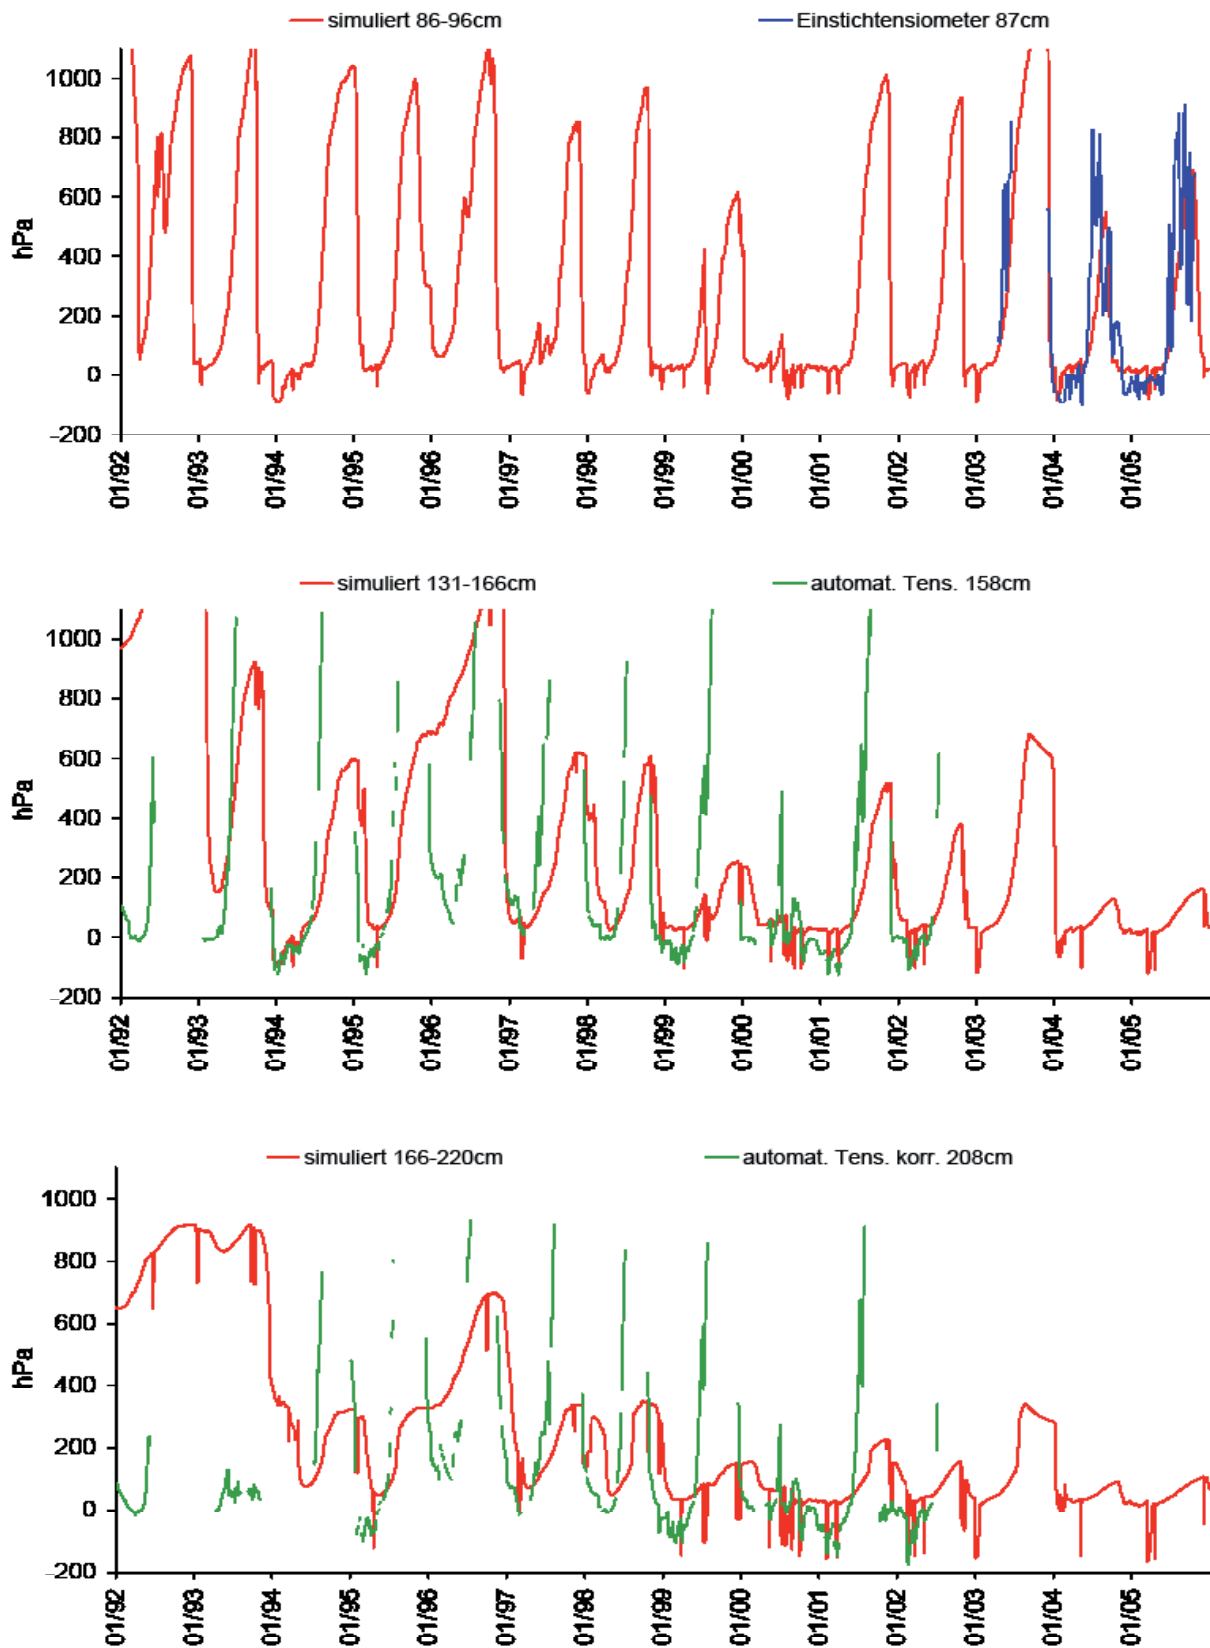 simuliert 86-96cm Einstichtensiometer 87cm
1000
800
600
400
200
0
-200
hPa
01/92 01/93 01/94 01/95 01/96 01/97 01/98 01/99 01/00 01/01 01/02 01/03 01/04 01/05
simuliert 131-166cm automat. Tens. 158cm
1000
800
600
400
200
0
-200
hPa
01/92 01/93 01/94 01/95 01/96 01/97 01/98 01/99 01/00 01/01 01/02 01/03 01/04 01/05
simuliert 166-220cm automat. Tens. korr. 208cm
1000
800
600
400
200
0
-200
hPa
01/92 01/93 01/94 01/95 01/96 01/97 01/98 01/99 01/00 01/01 01/02 01/03 01/04 01/05